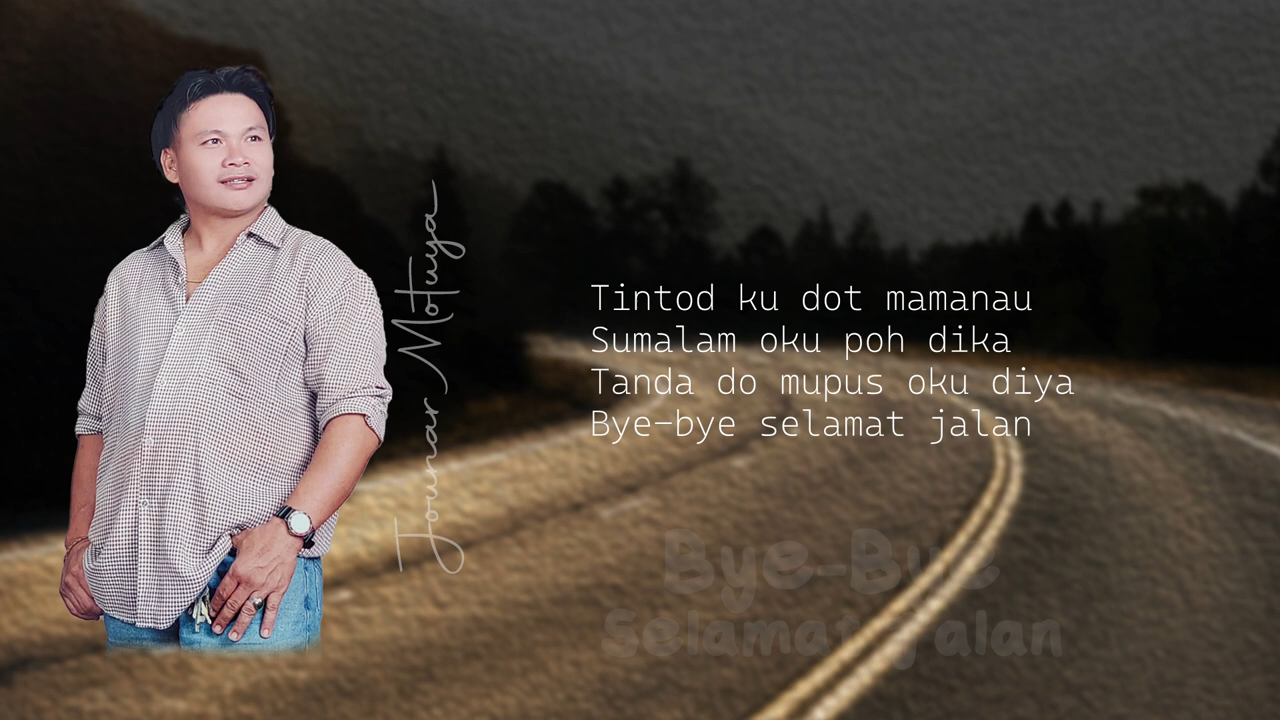 Jounar Motuya
Tintod ku dot mamanau
Sumalam oku poh dika
Tanda do mupus oku diya
Bye-bye selamat jalan
Bye-Bye
Selamat jalan